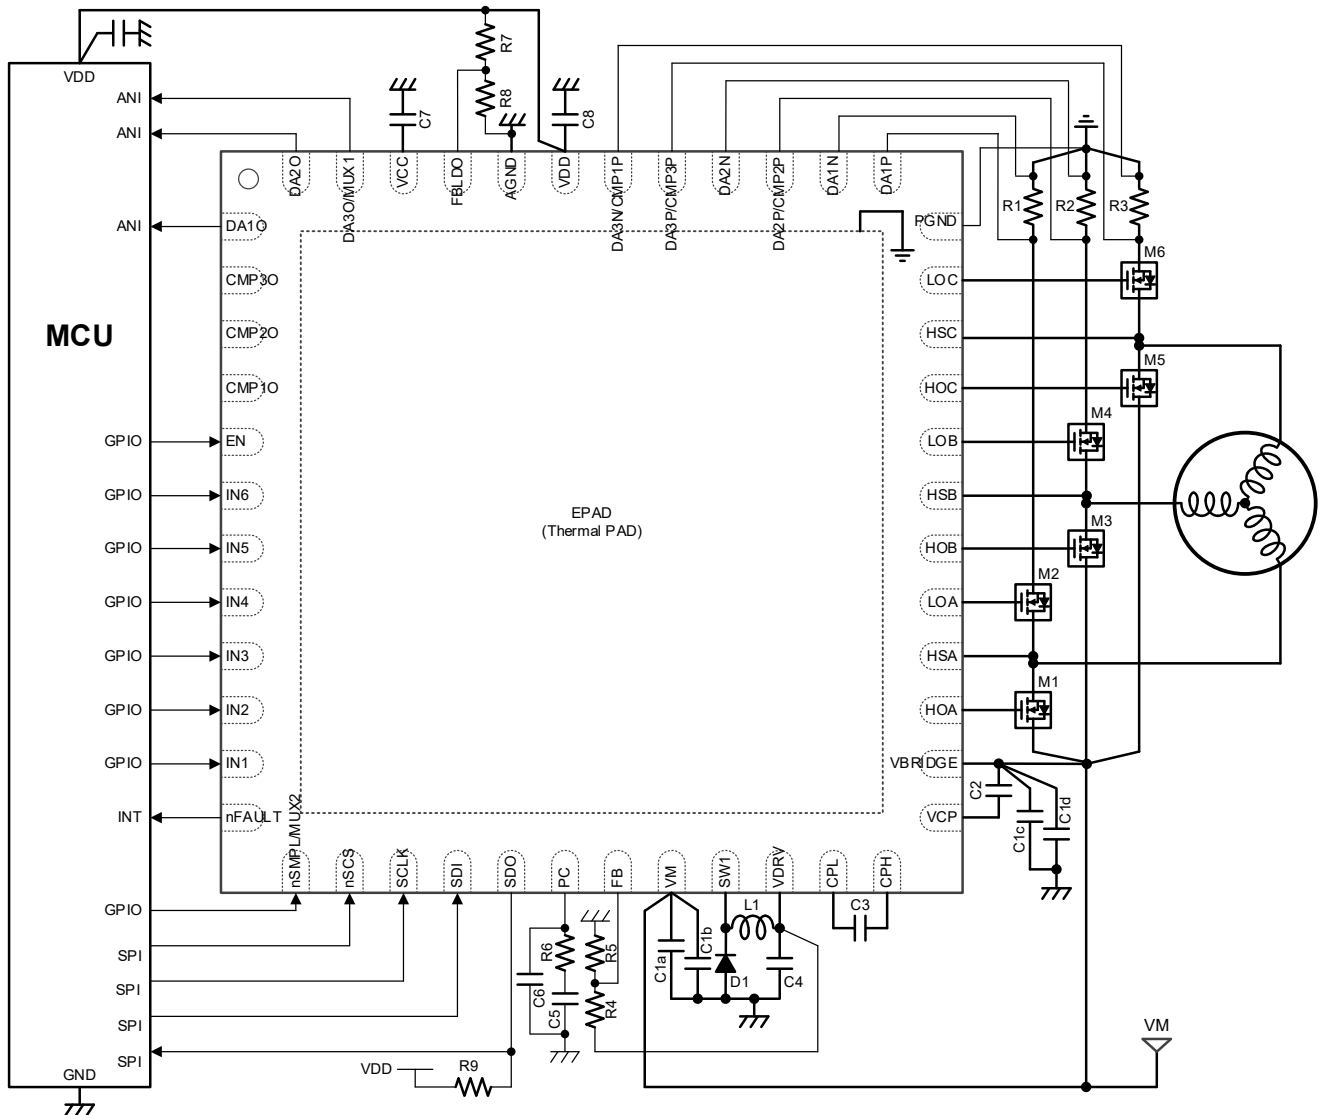 VDD
ANI
ANI
ANI
MCU
GPIO
GPIO
GPIO
GPIO
GPIO
GPIO
GPIO
INT
GPIO
SPI
SPI
SPI
SPI
GND
R7
R8
C7
C8
DA2O
DA3O/MUX1
VCC
FBLDO
AGND
VDD
DA3N/CMP1P
DA3P/CMP3P
DA2N
DA2P/CMP2P
DA1N
DA1P
DA1O
CMP3O
CMP2O
CMP1O
EN
IN6
IN5
IN4
IN3
IN2
IN1
nFAULT
EPAD
(Thermal PAD)
PGND
LOC
HSC
HOC
LOB
HSB
HOB
LOA
HSA
HOA
VBRIDGE
VCP
nSMPL/MUX2
nSCS
SCLK
SDI
SDO
PC
FB
VM
SW1
VDRV
CPL
CPH
R1
R2
R3
M6
M5
M4
M3
M2
M1
C2
C1c
C1d
R6
C6
C5
R5
R4
C1a
C1b
L1
D1
C4
C3
VDD
R9
VM